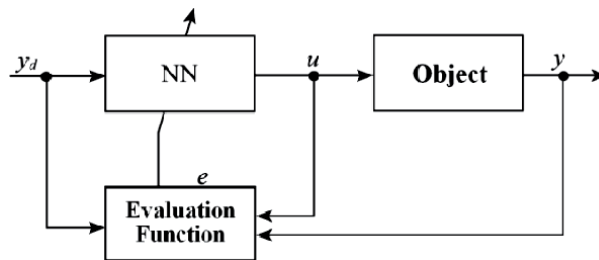 y_d
NN
u
Object
y
e
Evaluation
Function